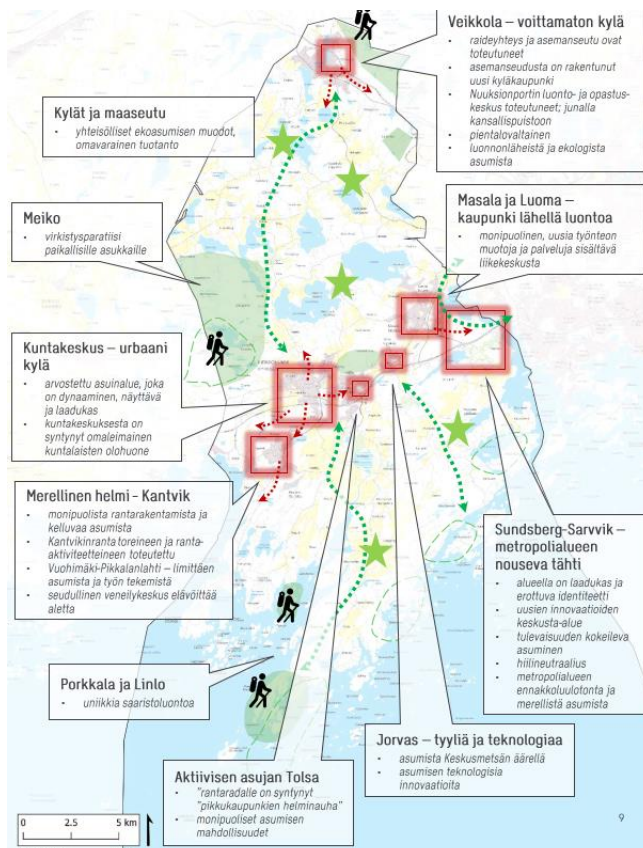 Veikkola – voittamaton kylä
• raideyhteys ja asemanseutu ovat
toteutuneet
• asemanseudusta on rakentunut
uusi kyläkaupunki
• Nuuksionportin luonto- ja opastus-
keskus toteutuneet; junalla
kansallispuistoon
• pientalovaltainen
• luonnonläheistä ja ekologista
asumista
Kylät ja maaseutu
• yhteisölliset ekoasumisen muodot,
omavarainen tuotanto
Masala ja Luoma –
kaupunki lähellä luontoa
• monipuolinen, uusia työnteon
muotoja ja palveluja sisältävä
liikekeskusta
Meiko
• virkistysparatiisi
paikallisille asukkaille
Kuntakeskus – urbaani
kylä
• arvostettu asuinalue, joka
on dynaaminen, näyttävä
ja laadukas
• kuntakeskuksesta on
syntynyt omaleimainen
kuntalaisten olohuone
Merellinen helmi - Kantvik
• monipuolista rantarakentamista ja
kelluvaa asumista
• Kantvikinranta toreineen ja ranta-
aktiviteetteineen toteutettu
• Vuohimäki-Pikkalanlahti – limittäen
asumista ja työn tekemistä
• seudullinen veneilykeskus elävöittää
aletta
Sundsberg-Sarvvik –
metropolialueen
nouseva tähti
• alueella on laadukas ja
erottuva identiteetti
• uusien innovaatioiden
keskusta-alue
• tulevaisuuden kokeileva
asuminen
• hiilineutraalius
• metropolialueen
ennakkoluulotonta ja
merellistä asumista
Porkkala ja Linlo
• uniikkia saaristoluontoa
Jorvas – tyyliä ja teknologiaa
• asumista Keskusmetsän äärellä
• asumisen teknologisia
innovaatioita
Aktiivisen asujan Tolsa
• "rantaradalle on syntynyt
"pikkukaupunkien helminauha"
• monipuoliset asumisen
mahdollisuudet
0 2.5 5 km
9